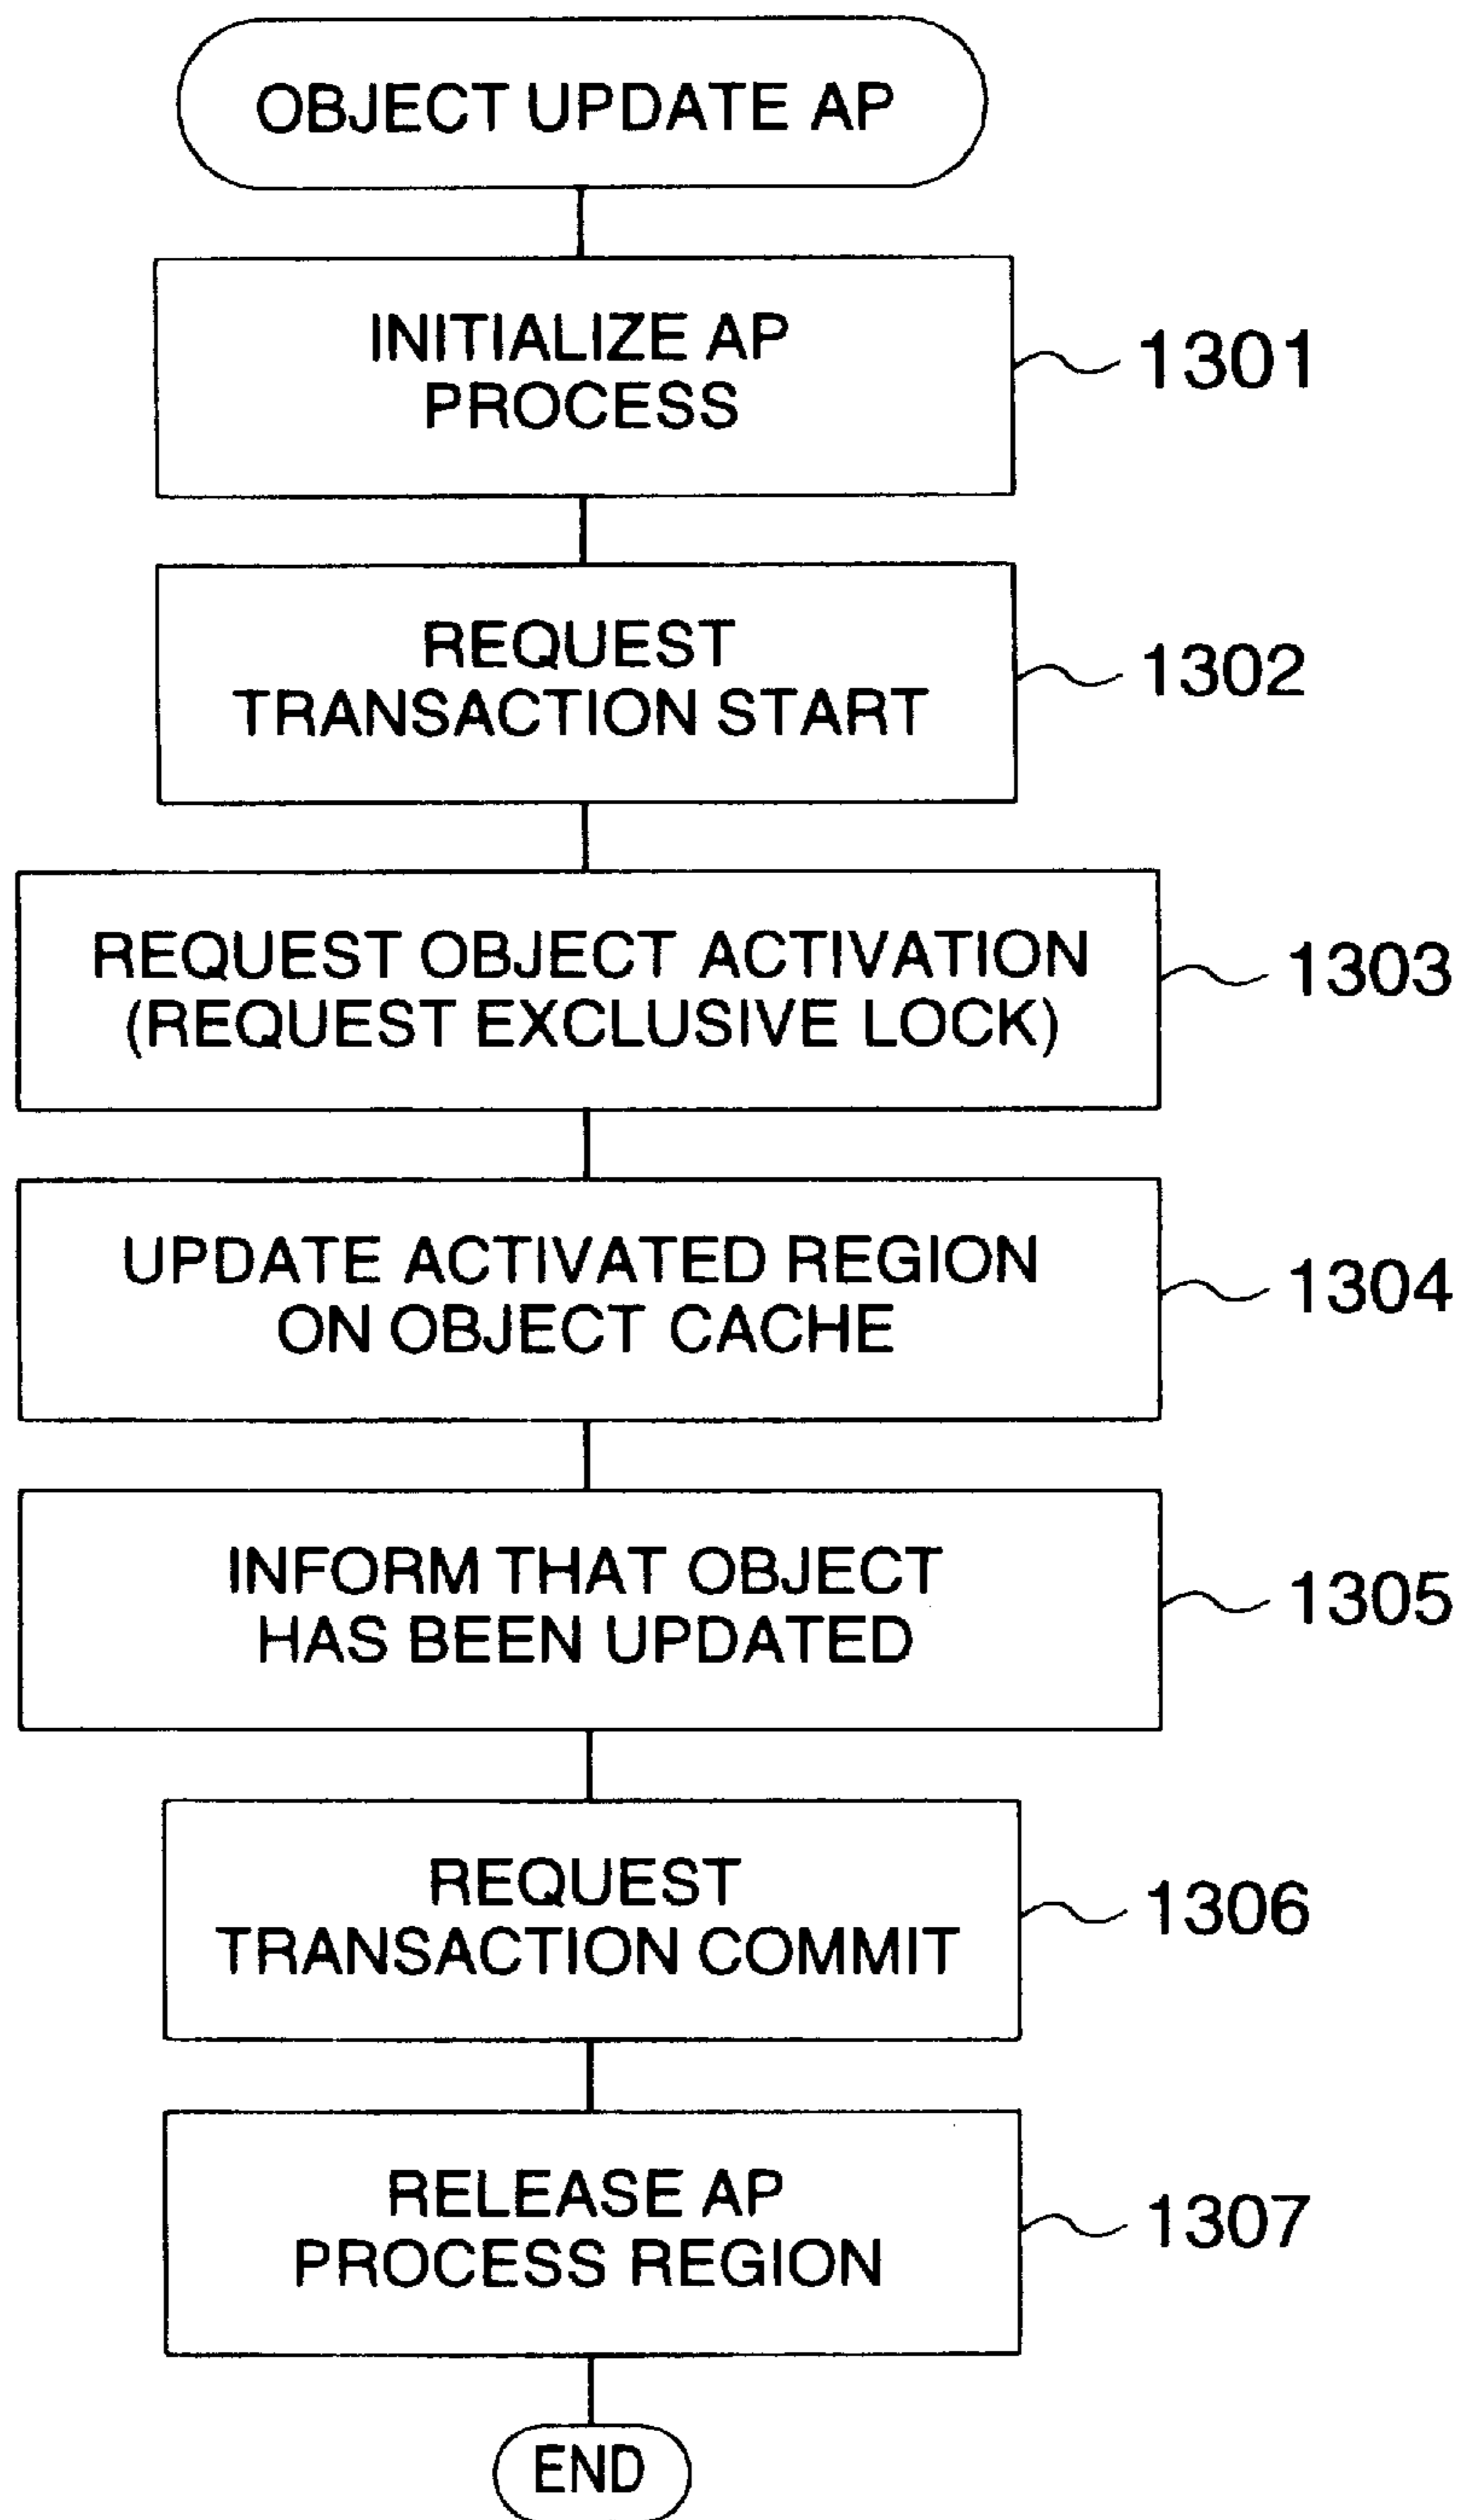 OBJECT UPDATE AP
INITIALIZE AP
PROCESS
1301
REQUEST
TRANSACTION START
1302
REQUEST OBJECT ACTIVATION
(REQUEST EXCLUSIVE LOCK)
1303
UPDATE ACTIVATED REGION
ON OBJECT CACHE
1304
INFORM THAT OBJECT
HAS BEEN UPDATED
1305
REQUEST
TRANSACTION COMMIT
1306
RELEASE AP
PROCESS REGION
1307
END